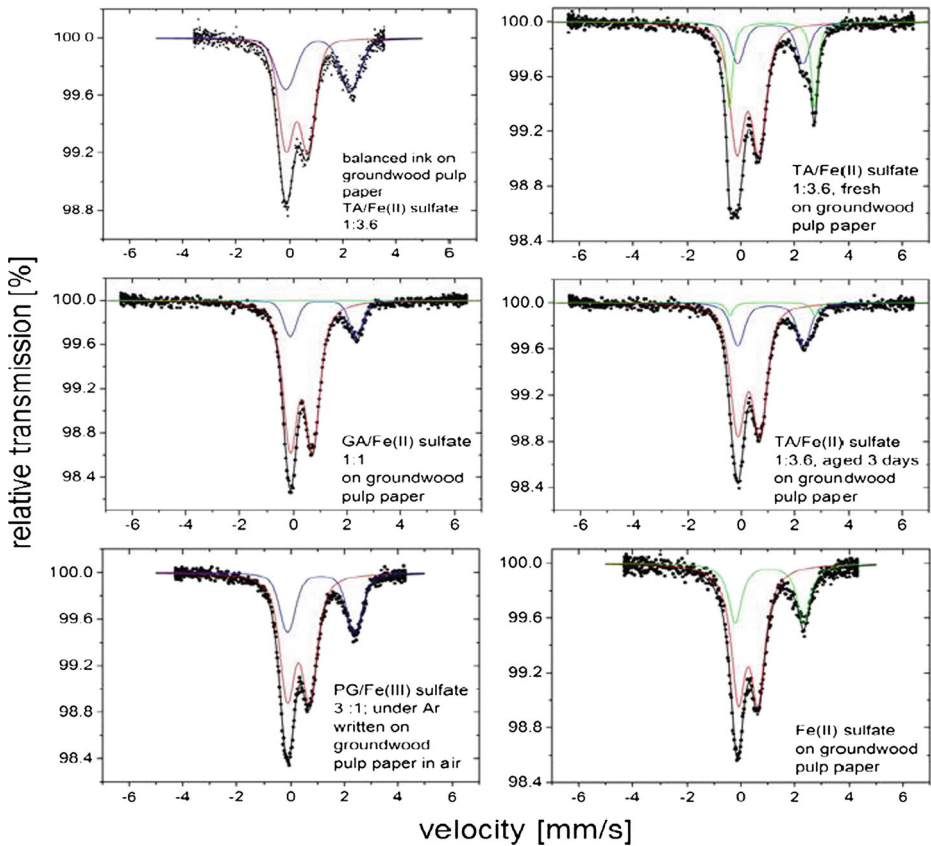 100.0
99.6
99.2
98.8
-6 -4 -2 0 2 4 6
balanced ink on
groundwood pulp
paper
TA/Fe(II) sulfate
1:3.6
100.0
99.6
99.2
98.8
98.4
-6 -4 -2 0 2 4 6
TA/Fe(II) sulfate
1:3.6, fresh
on groundwood
pulp paper
100.0
99.6
99.2
98.8
98.4
-6 -4 -2 0 2 4 6
GA/Fe(II) sulfate
1:1
on groundwood
pulp paper
100.0
99.6
99.2
98.8
98.4
-6 -4 -2 0 2 4 6
TA/Fe(II) sulfate
1:3.6, aged 3 days
on groundwood
pulp paper
100.0
99.6
99.2
98.8
98.4
-6 -4 -2 0 2 4 6
PG/Fe(III) sulfate
3 :1; under Ar
written on
groundwood
pulp paper in air
100.0
99.6
99.2
98.8
98.4
-6 -4 -2 0 2 4 6
Fe(II) sulfate
on groundwood
pulp paper
relative transmission [%]
velocity [mm/s]